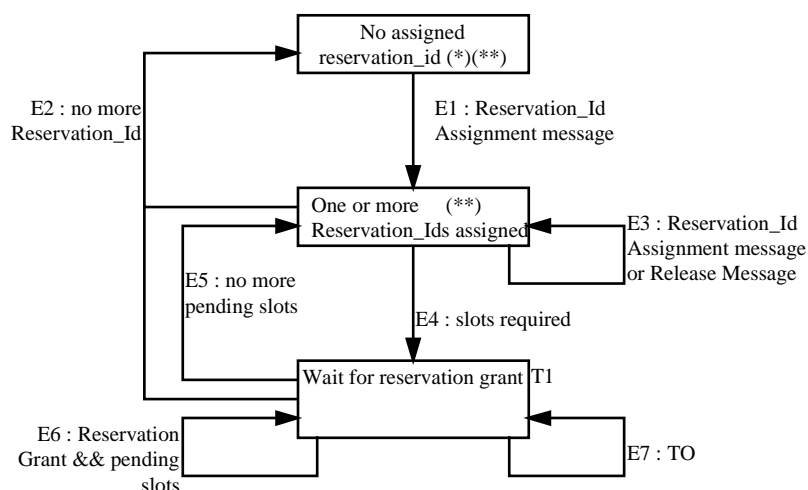 No assigned
reservation_id (*)(**)
E2 : no more
Reservation_Id
E1 : Reservation_Id
Assignment message
One or more (**)
Reservation_Ids assigned
E3 : Reservation_Id
Assignment message
or Release Message
E5 : no more
pending slots
E4 : slots required
Wait for reservation grant T1
E6 : Reservation
Grant && pending
slots
E7 : TO